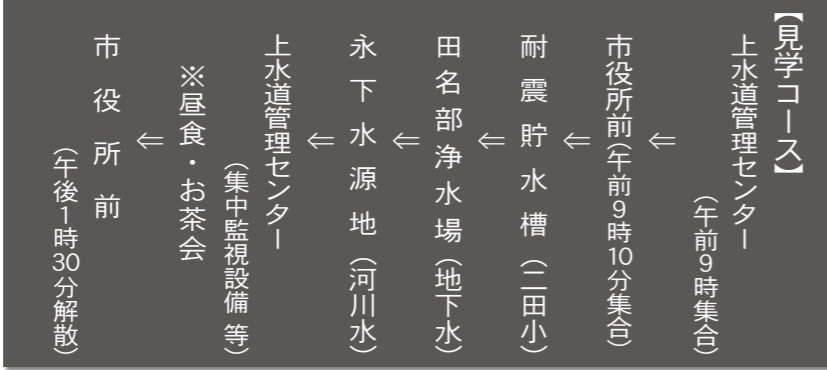 【見学コース】
上水道管理センター
（午前9時集合）
⇐
市役所前（午前9時10分集合）
⇐
耐震貯水槽（二田小）
⇐
田名部浄水場（地下水）
⇐
永下水源地（河川水）
⇐
上水道管理センター
（集中監視設備 等）
※昼食・お茶会
⇐
市役所前
（午後1時30分解散）